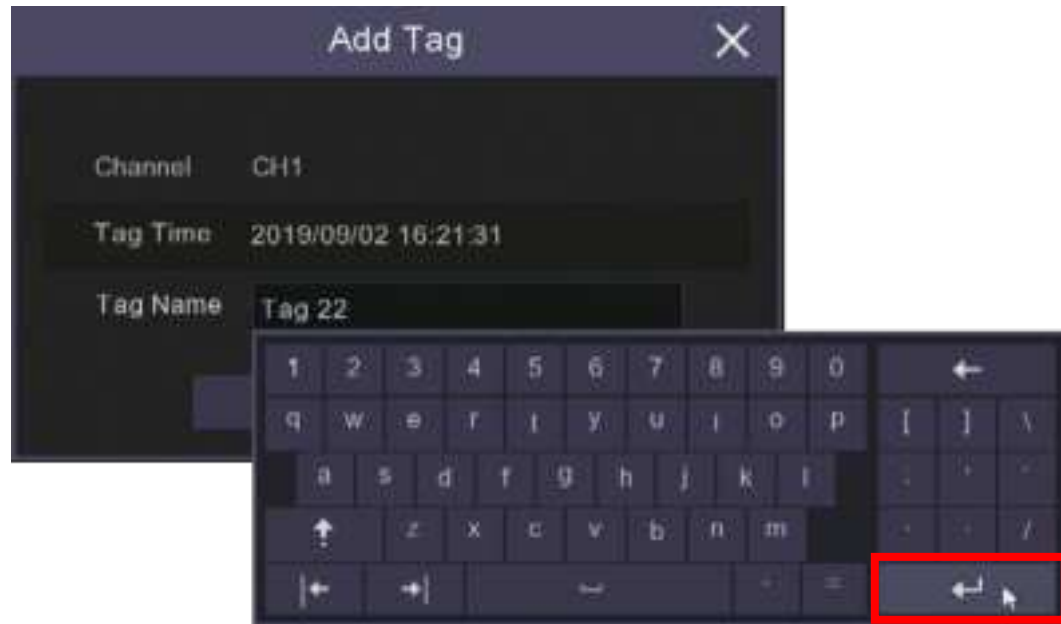 Add Tag
Channel CH1
Tag Time 2019/09/02 16:21:31
Tag Name Tag 22
1 2 3 4 5 6 7 8 9 0
q w e r t y u i o p [ ] \
a s d f g h j k l
z x c v b n m /
=